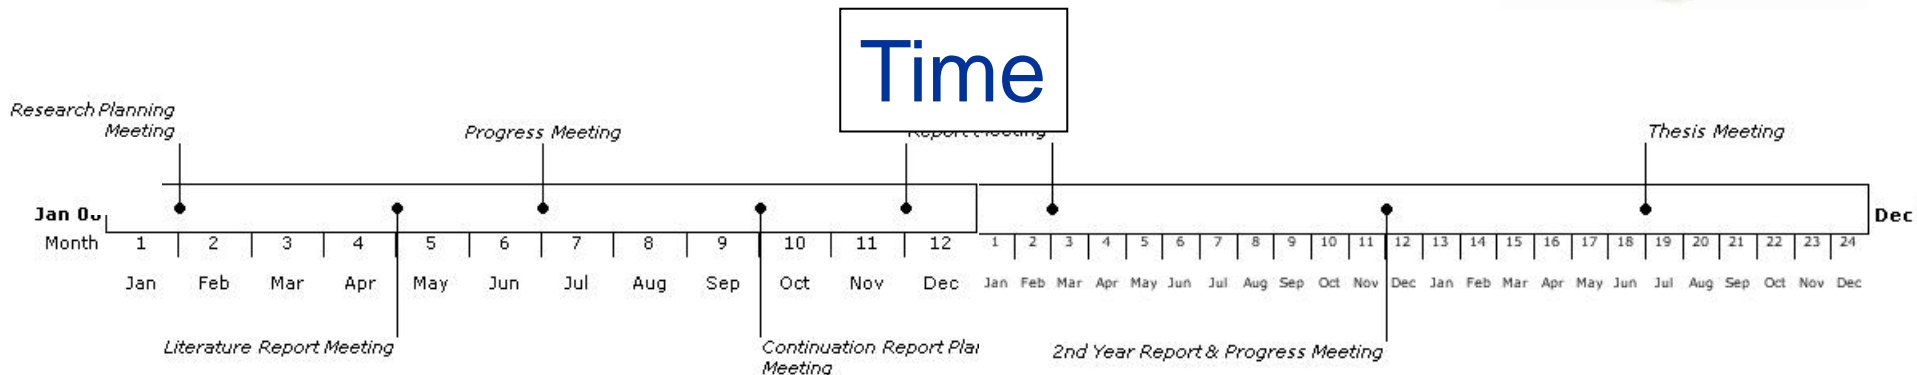 Time
Research Planning
Meeting
Progress Meeting
Thesis Meeting
Jan
Dec
Month 1 2 3 4 5 6 7 8 9 10 11 12 1 2 3 4 5 6 7 8 9 10 11 12 13 14 15 16 17 18 19 20 21 22 23 24
Jan Feb Mar Apr May Jun Jul Aug Sep Oct Nov Dec Jan Feb Mar Apr May Jun Jul Aug Sep Oct Nov Dec Jan Feb Mar Apr May Jun Jul Aug Sep Oct Nov Dec
Literature Report Meeting
Continuation Report
Meeting
2nd Year Report & Progress Meeting